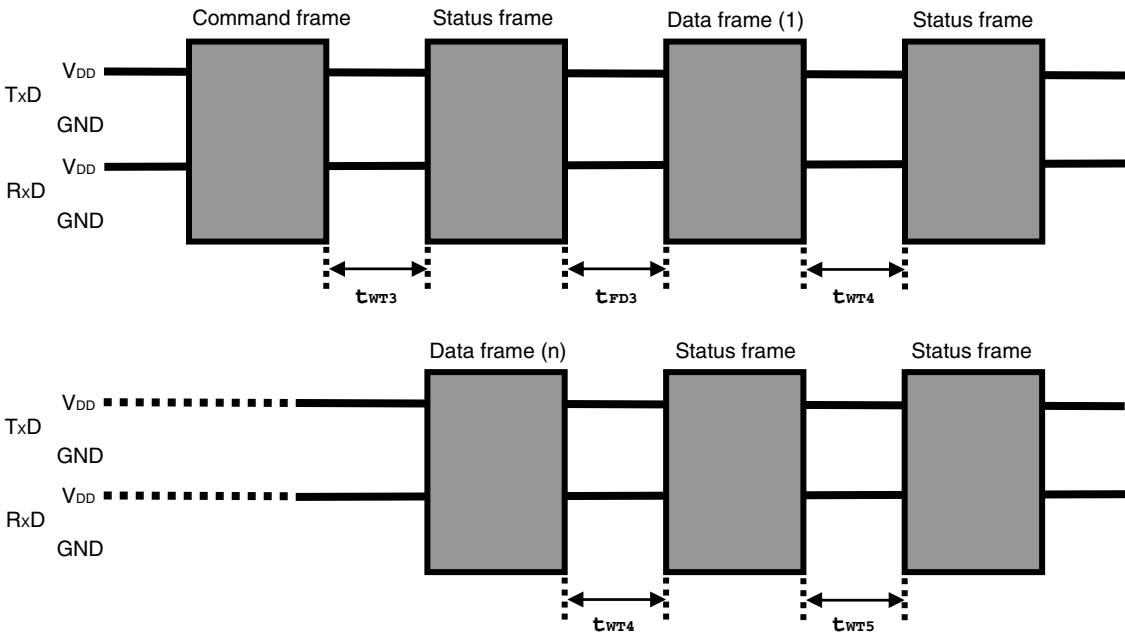 Command frame Status frame Data frame (1) Status frame
VDD
TxD
GND
VDD
RxD
GND
tWT3 tFD3 tWT4
Data frame (n) Status frame Status frame
VDD
TxD
GND
VDD
RxD
GND
tWT4 tWT5